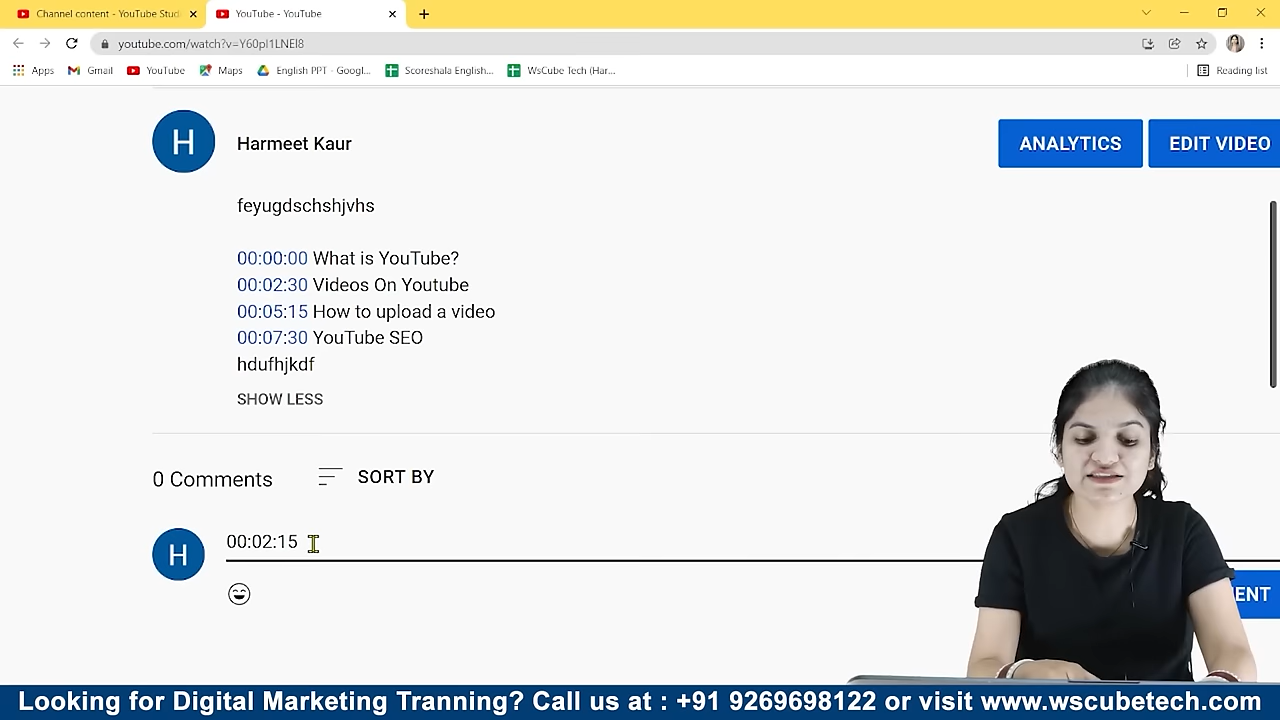 Channel content - YouTube Stud
YouTube - YouTube
youtube.com/watch?v=Y60pI1LNEl8
Apps
Gmail
YouTube
Maps
English PPT - Googl...
Scoreshala English...
WsCube Tech (Har...
Reading list
H
Harmeet Kaur
ANALYTICS
EDIT VIDEO
feyugdschshjvhs
00:00:00 What is YouTube?
00:02:30 Videos On Youtube
00:05:15 How to upload a video
00:07:30 YouTube SEO
hdufhjkdf
SHOW LESS
0 Comments
SORT BY
H
00:02:15
ENT
Looking for Digital Marketing Tranning? Call us at : +91 9269698122 or visit www.wscubetech.com